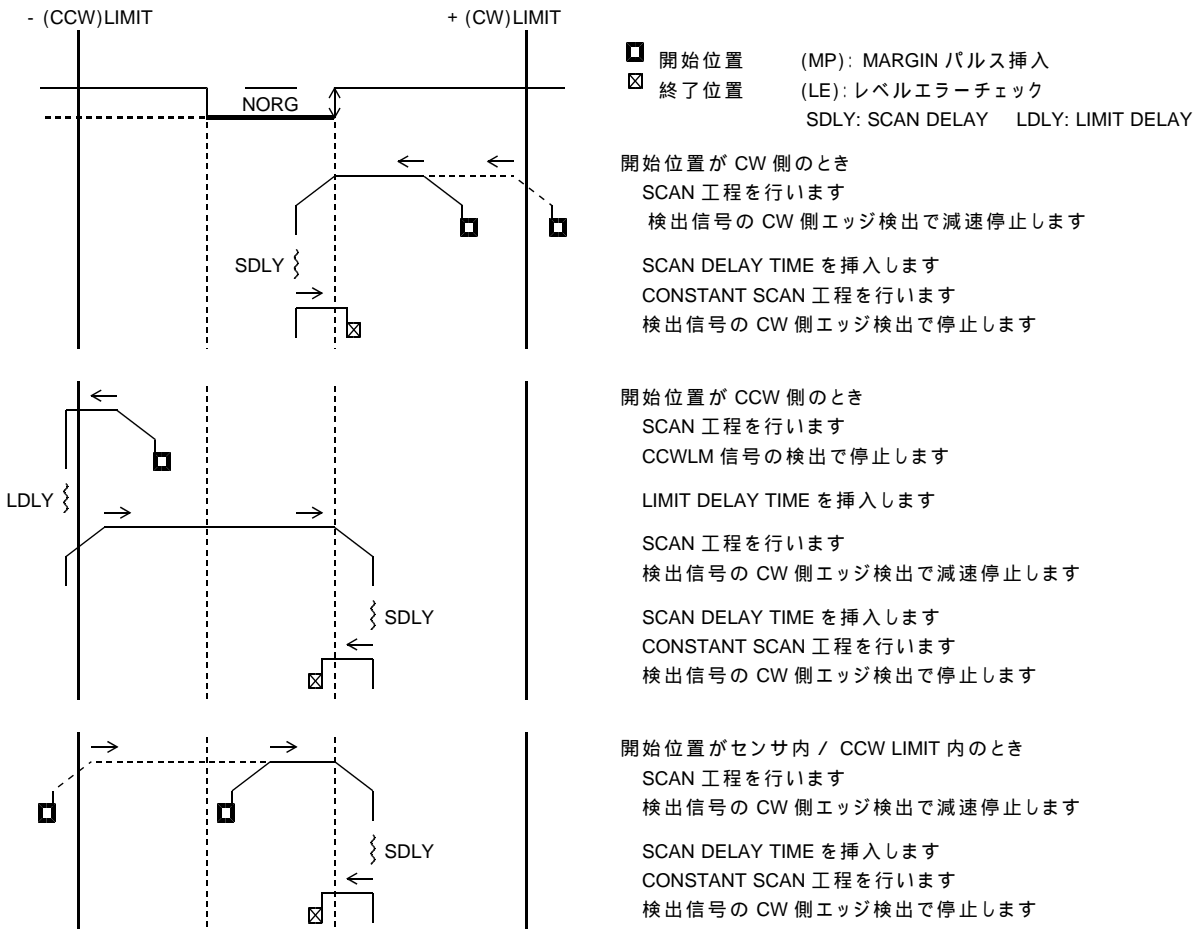 - (CCW)LIMIT
+ (CW)LIMIT
NORG
開始位置 (MP): MARGIN パルス挿入
終了位置 (LE):レベルエラーチェック
SDLY: SCAN DELAY LDLY: LIMIT DELAY
開始位置が CW 側のとき
SCAN 工程を行います
検出信号の CW 側エッジ検出で減速停止します
SDLY
SCAN DELAY TIME を挿入します
CONSTANT SCAN 工程を行います
検出信号の CW 側エッジ検出で停止します
開始位置が CCW 側のとき
SCAN 工程を行います
CCWLM 信号の検出で停止します
LDLY
LIMIT DELAY TIME を挿入します
SCAN 工程を行います
検出信号の CW 側エッジ検出で減速停止します
SDLY
SCAN DELAY TIME を挿入します
CONSTANT SCAN 工程を行います
検出信号の CW 側エッジ検出で停止します
開始位置がセンサ内 / CCW LIMIT 内のとき
SCAN 工程を行います
検出信号の CW 側エッジ検出で減速停止します
SDLY
SCAN DELAY TIME を挿入します
CONSTANT SCAN 工程を行います
検出信号の CW 側エッジ検出で停止します